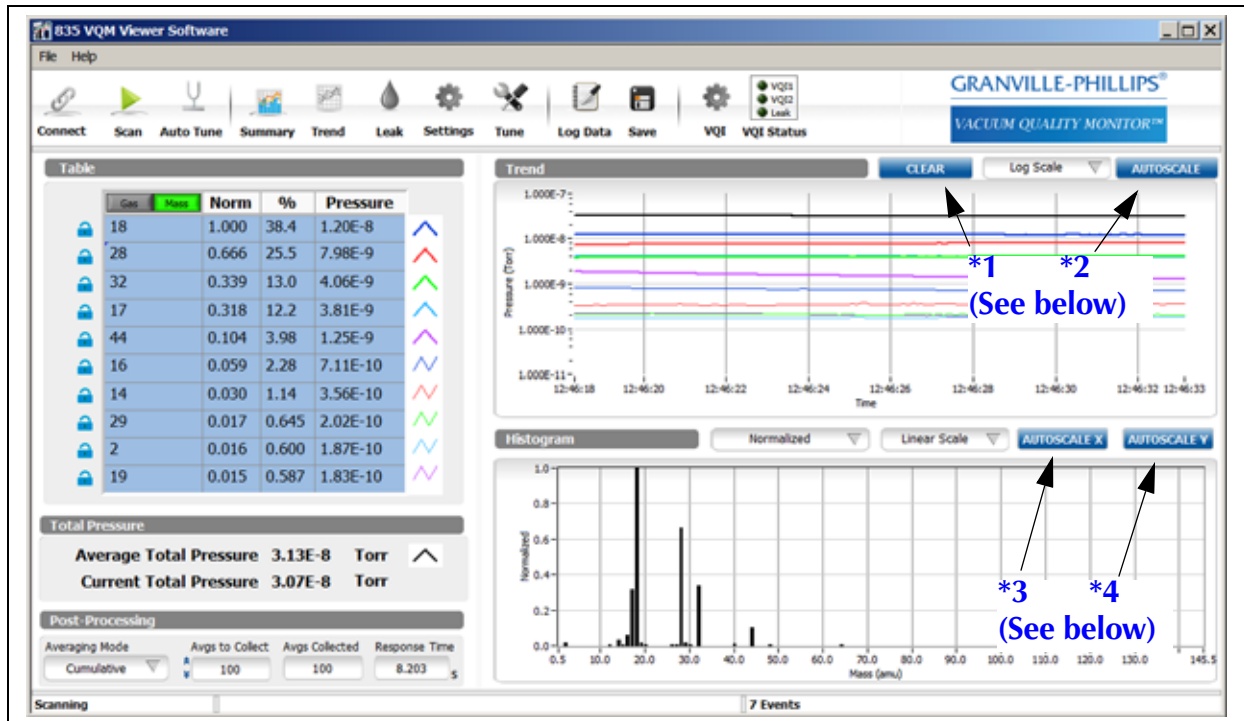 835 VQM Viewer Software
File Help
Connect Scan Auto Tune Summary Trend Leak Settings Tune Log Data Save VQI VQI Status
VQI1
VQI2
Leak
GRANVILLE-PHILLIPS®
VACUUM QUALITY MONITOR™
Table
Gas Mass Norm % Pressure
18 1.000 38.4 1.20E-8
28 0.666 25.5 7.98E-9
32 0.339 13.0 4.06E-9
17 0.318 12.2 3.81E-9
44 0.104 3.98 1.25E-9
16 0.059 2.28 7.11E-10
14 0.030 1.14 3.56E-10
29 0.017 0.645 2.02E-10
2 0.016 0.600 1.87E-10
19 0.015 0.587 1.83E-10
Total Pressure
Average Total Pressure 3.13E-8 Torr
Current Total Pressure 3.07E-8 Torr
Post-Processing
Averaging Mode Avgs to Collect Avgs Collected Response Time
Cumulative 100 100 8.203 s
Trend CLEAR Log Scale AUTOSCALE
1.000E-7
1.000E-8
1.000E-9
1.000E-10
1.000E-11
Pressure (Torr)
12:46:18 12:46:20 12:46:22 12:46:24 12:46:26 12:46:28 12:46:30 12:46:32 12:46:33
Time
*1 *2
(See below)
Histogram Normalized Linear Scale AUTOSCALE X AUTOSCALE Y
1.0
0.8
0.6
0.4
0.2
0.0
Normalized
0.5 10.0 20.0 30.0 40.0 50.0 60.0 70.0 80.0 90.0 100.0 110.0 120.0 130.0 145.5
Mass (amu)
*3 *4
(See below)
Scanning 7 Events